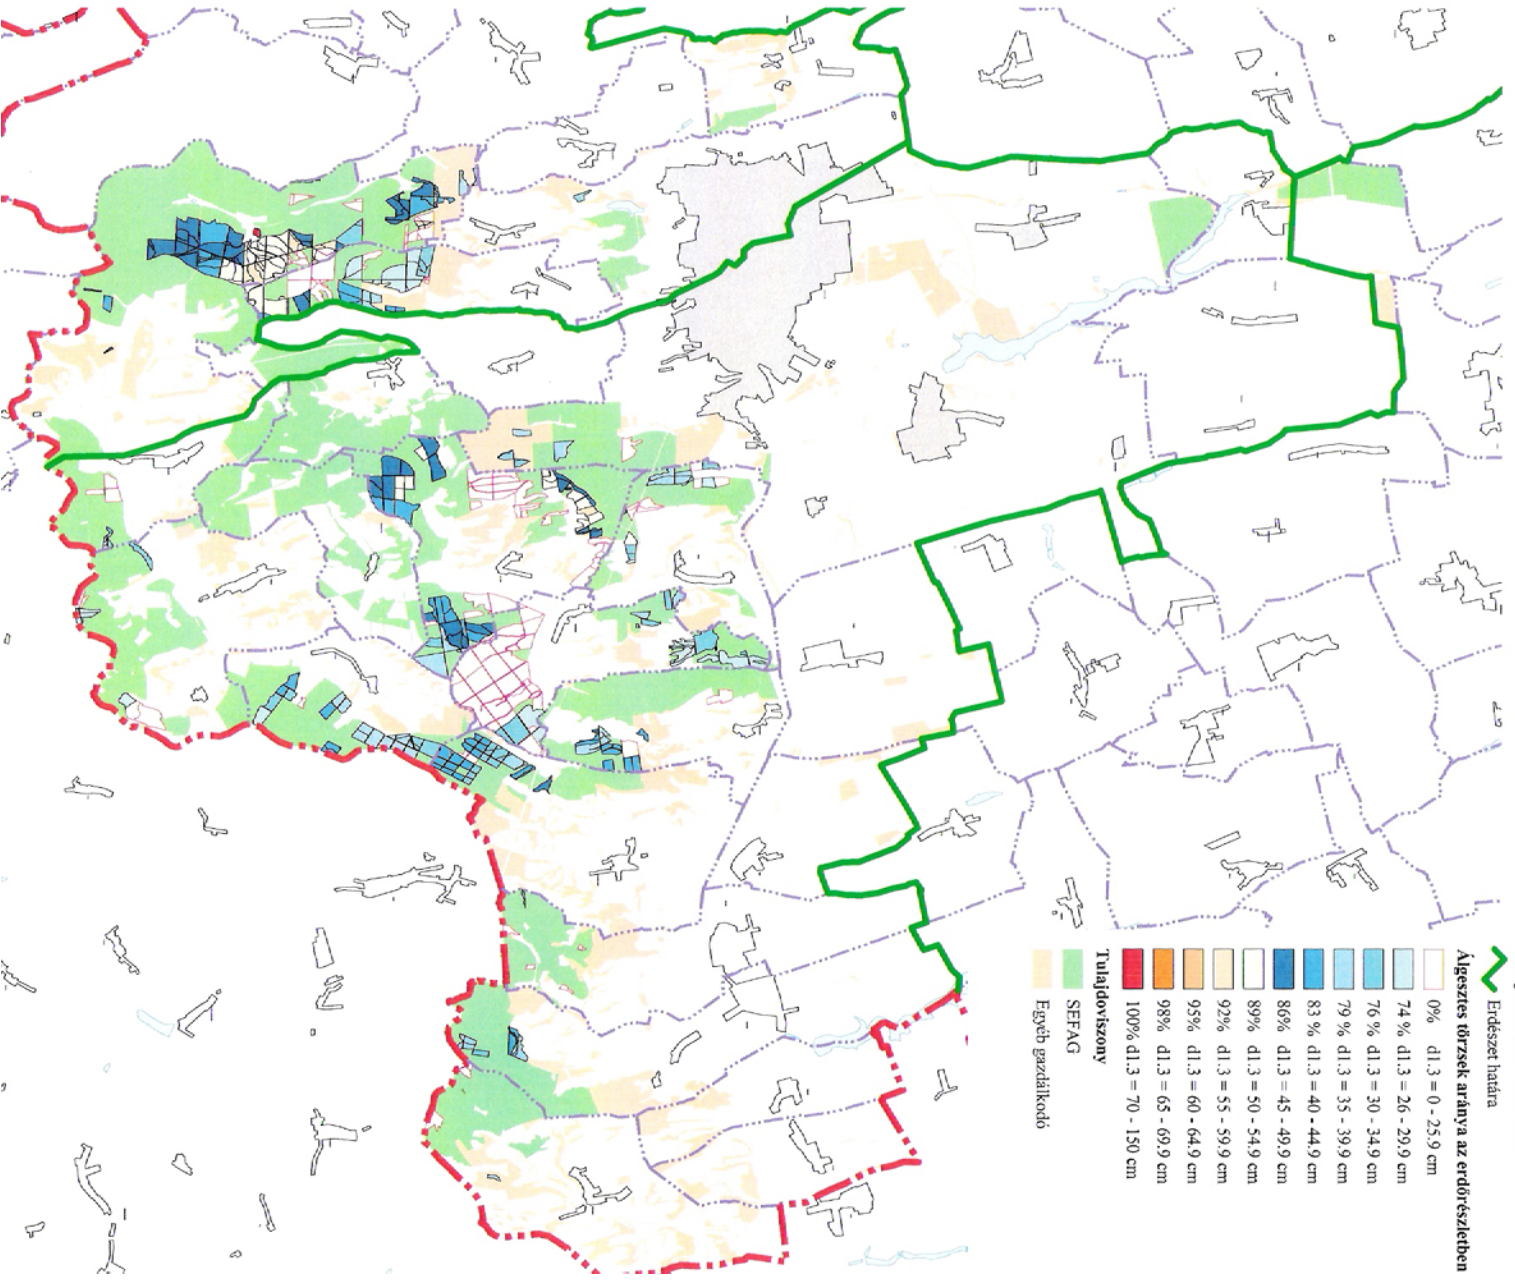 Erdészet határa
Álgesztes törzsek aránya az erdőrészletben
0% d1.3 = 0 - 25.9 cm
74 % d1.3 = 26 - 29.9 cm
76 % d1.3 = 30 - 34.9 cm
79 % d1.3 = 35 - 39.9 cm
83 % d1.3 = 40 - 44.9 cm
86% d1.3 = 45 - 49.9 cm
89% d1.3 = 50 - 54.9 cm
92% d1.3 = 55 - 59.9 cm
95% d1.3 = 60 - 64.9 cm
98% d1.3 = 65 - 69.9 cm
100% d1.3 = 70 - 150 cm
Tulajdoviszony
SEFAG
Egyéb gazdálkodó